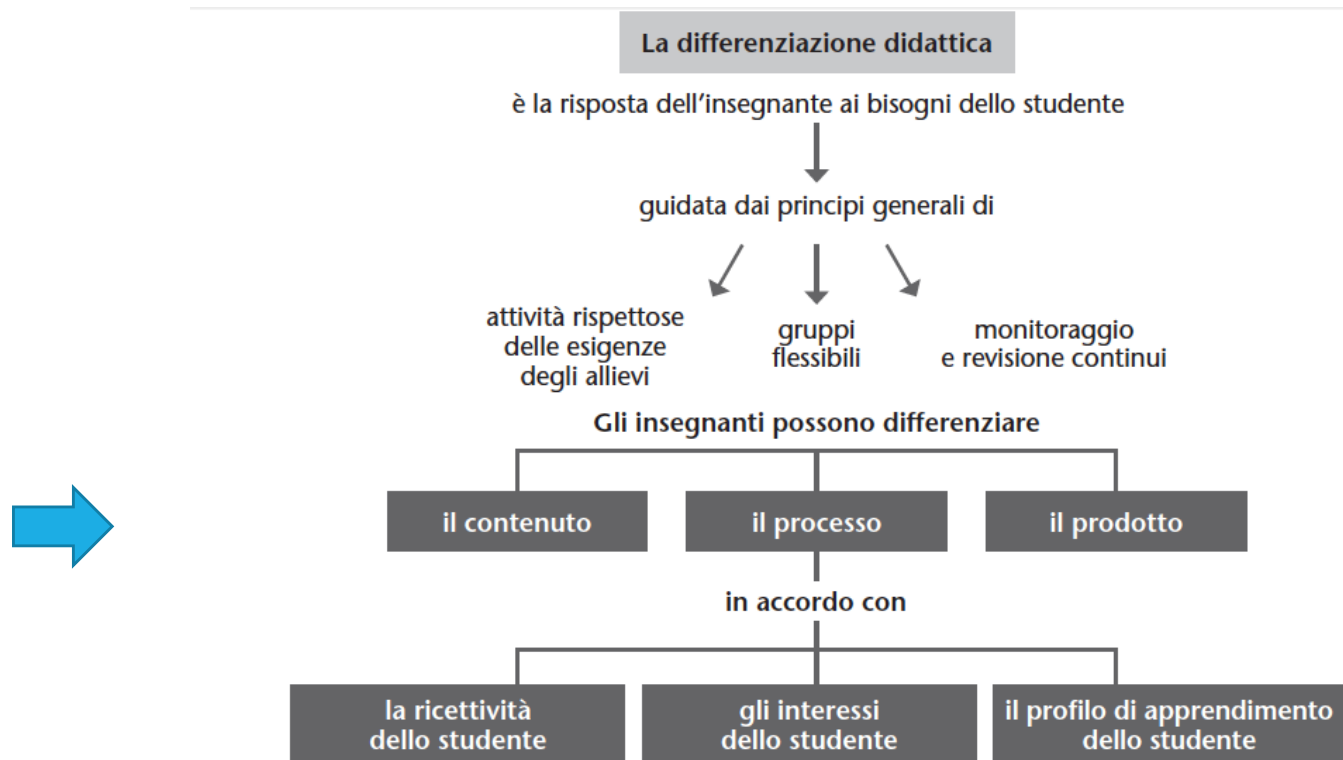 La differenziazione didattica
è la risposta dell'insegnante ai bisogni dello studente
guidata dai principi generali di
attività rispettose
delle esigenze
degli allievi
gruppi
flessibili
monitoraggio
e revisione continui
Gli insegnanti possono differenziare
il contenuto
il processo
il prodotto
in accordo con
la ricettività
dello studente
gli interessi
dello studente
il profilo di apprendimento
dello studente